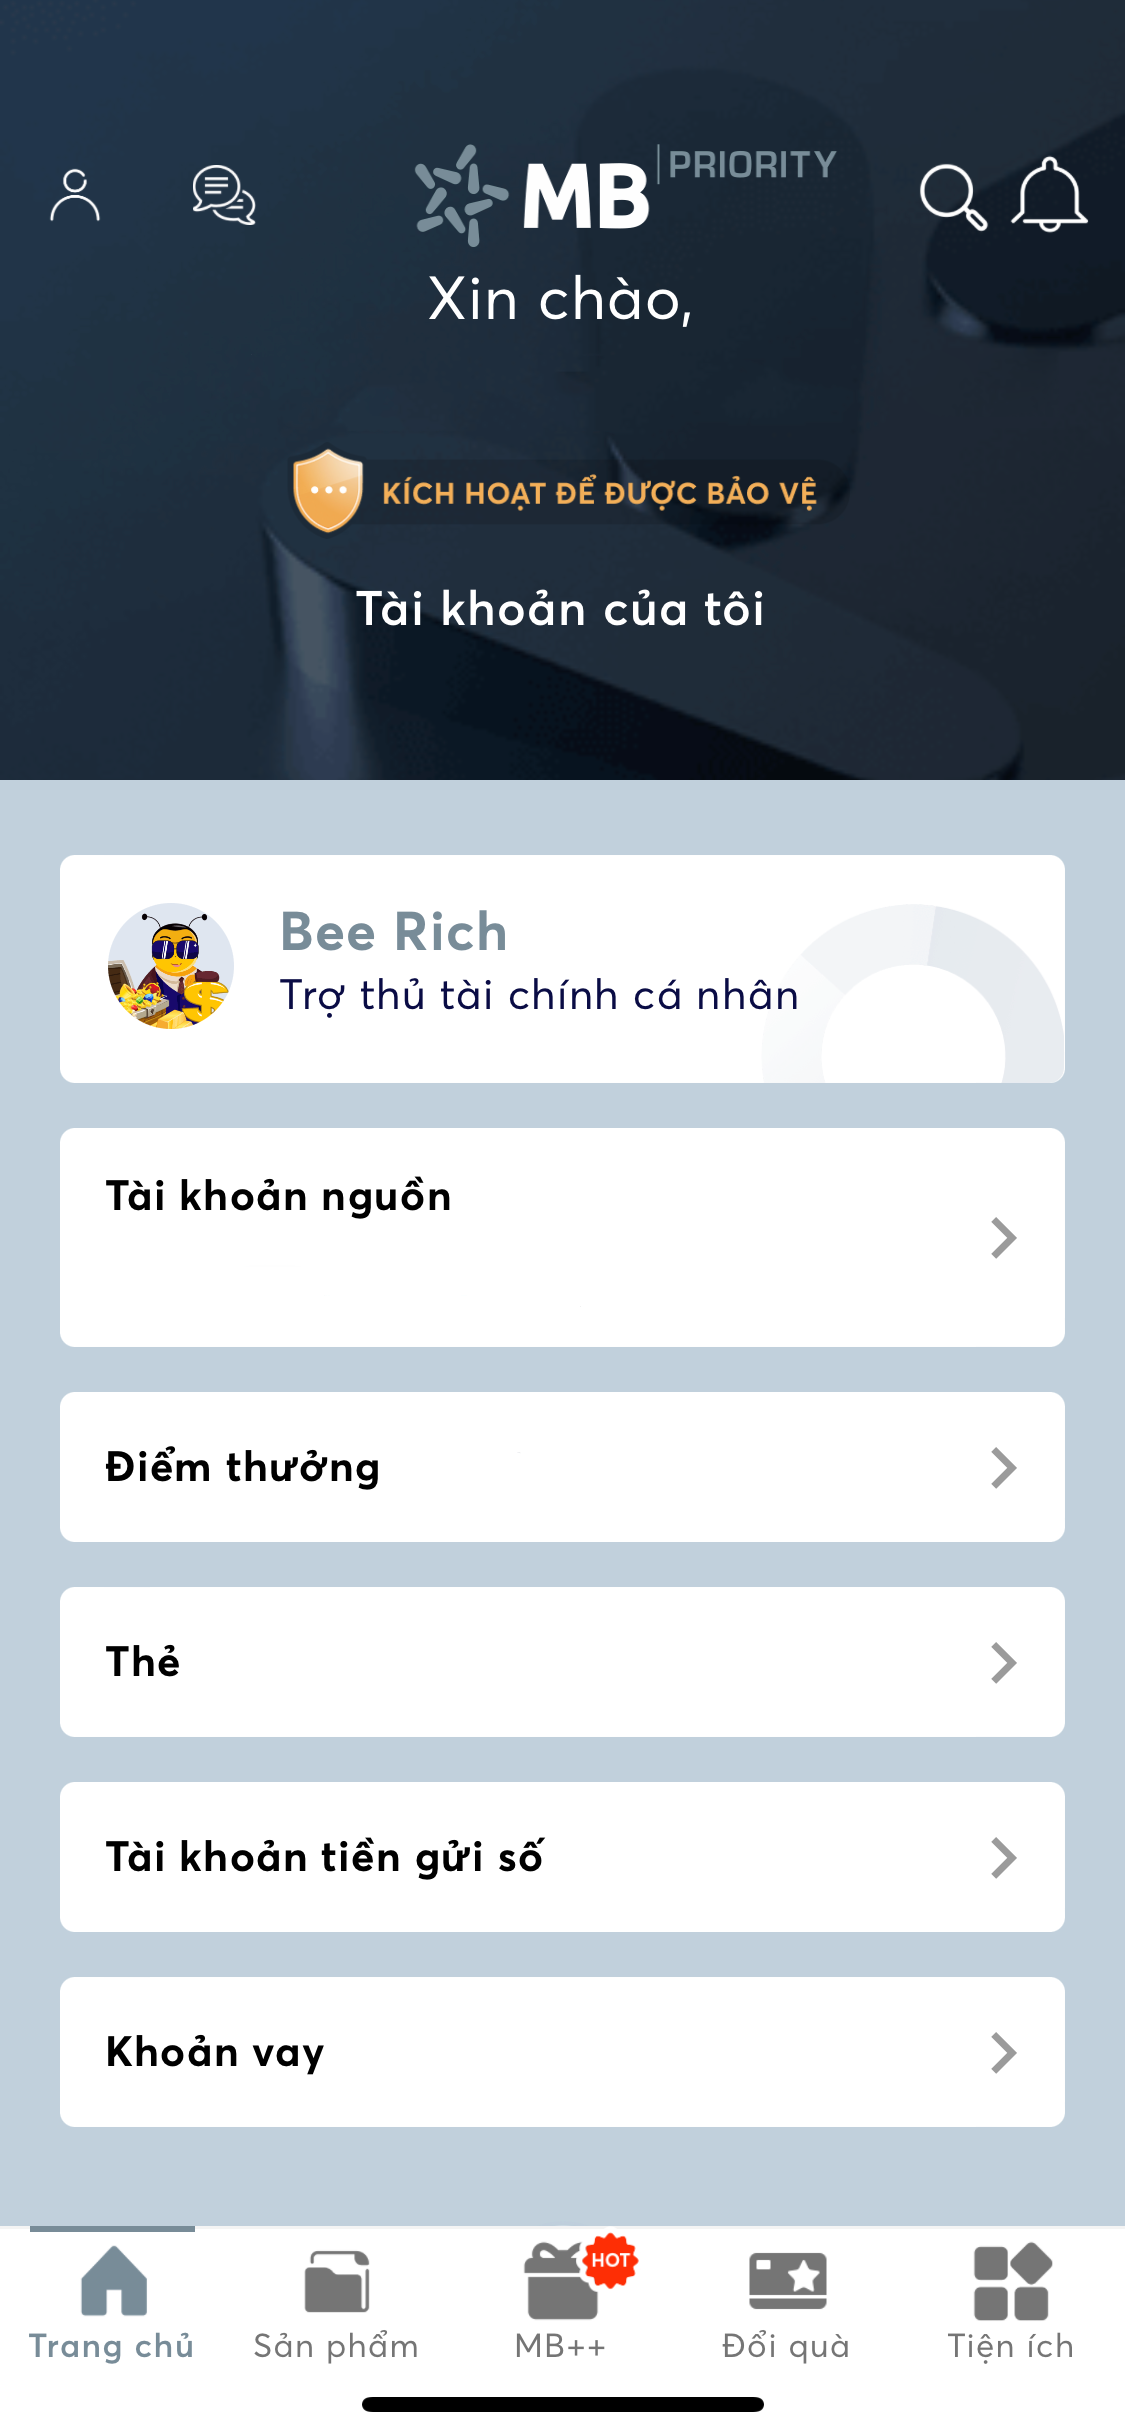 MB PRIORITY
Xin chào,
KÍCH HOẠT ĐỂ ĐƯỢC BẢO VỆ
Tài khoản của tôi
Bee Rich
Trợ thủ tài chính cá nhân
Tài khoản nguồn
Điểm thưởng
Thẻ
Tài khoản tiền gửi số
Khoản vay
HOT
Trang chủ
Sản phẩm
MB++
Đổi quà
Tiện ích